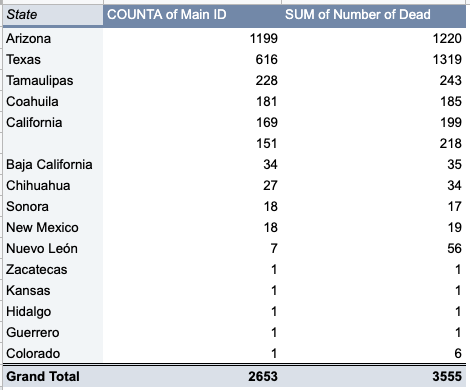 State COUNTA of Main ID SUM of Number of Dead
Arizona 1199 1220
Texas 616 1319
Tamaulipas 228 243
Coahuila 181 185
California 169 199
151 218
Baja California 34 35
Chihuahua 27 34
Sonora 18 17
New Mexico 18 19
Nuevo León 7 56
Zacatecas 1 1
Kansas 1 1
Hidalgo 1 1
Guerrero 1 1
Colorado 1 6
Grand Total 2653 3555